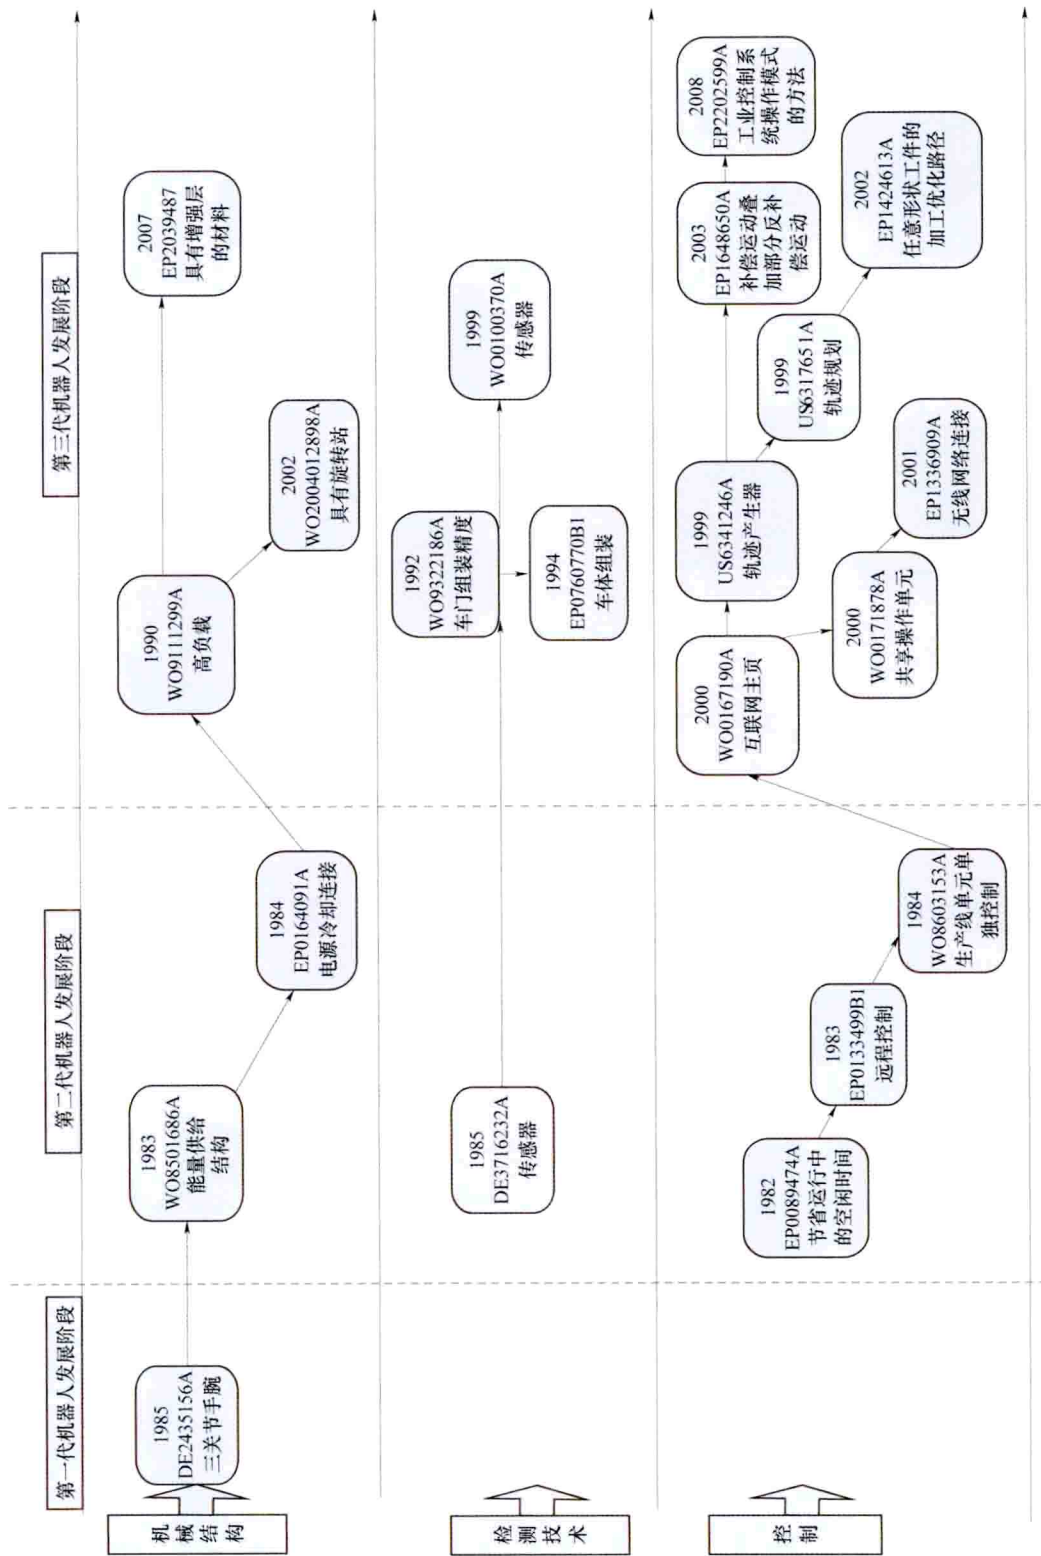 第一代机器人发展阶段
第二代机器人发展阶段
第三代机器人发展阶段
机械结构
1985
DE2435156A
三关节手腕
1983
WO8501686A
能量供给
结构
1984
EP0164091A
电源冷却连接
1990
WO9111299A
高负载
2007
EP2039487
具有增强层
的材料
2002
WO2004012898A
具有旋转站
检测技术
1985
DE3716232A
传感器
1992
WO9322186A
车门组装精度
1994
EP0760770B1
车体组装
1999
WO0100370A
传感器
控制
1982
EP0089474A
节省运行中
的空闲时间
1983
EP0133499B1
远程控制
1984
WO8603153A
生产线单元单
独控制
2000
WO0167190A
互联网主页
2000
WO0171878A
共享操作单元
2001
EP1336909A
无线网络连接
1999
US6341246A
轨迹产生器
1999
US6317651A
轨迹规划
2003
EP1648650A
补偿运动叠
加部分反补
偿运动
2002
EP1424613A
任意形状工件的
加工优化路径
2008
EP2202599A
工业控制系
统操作模式
的方法